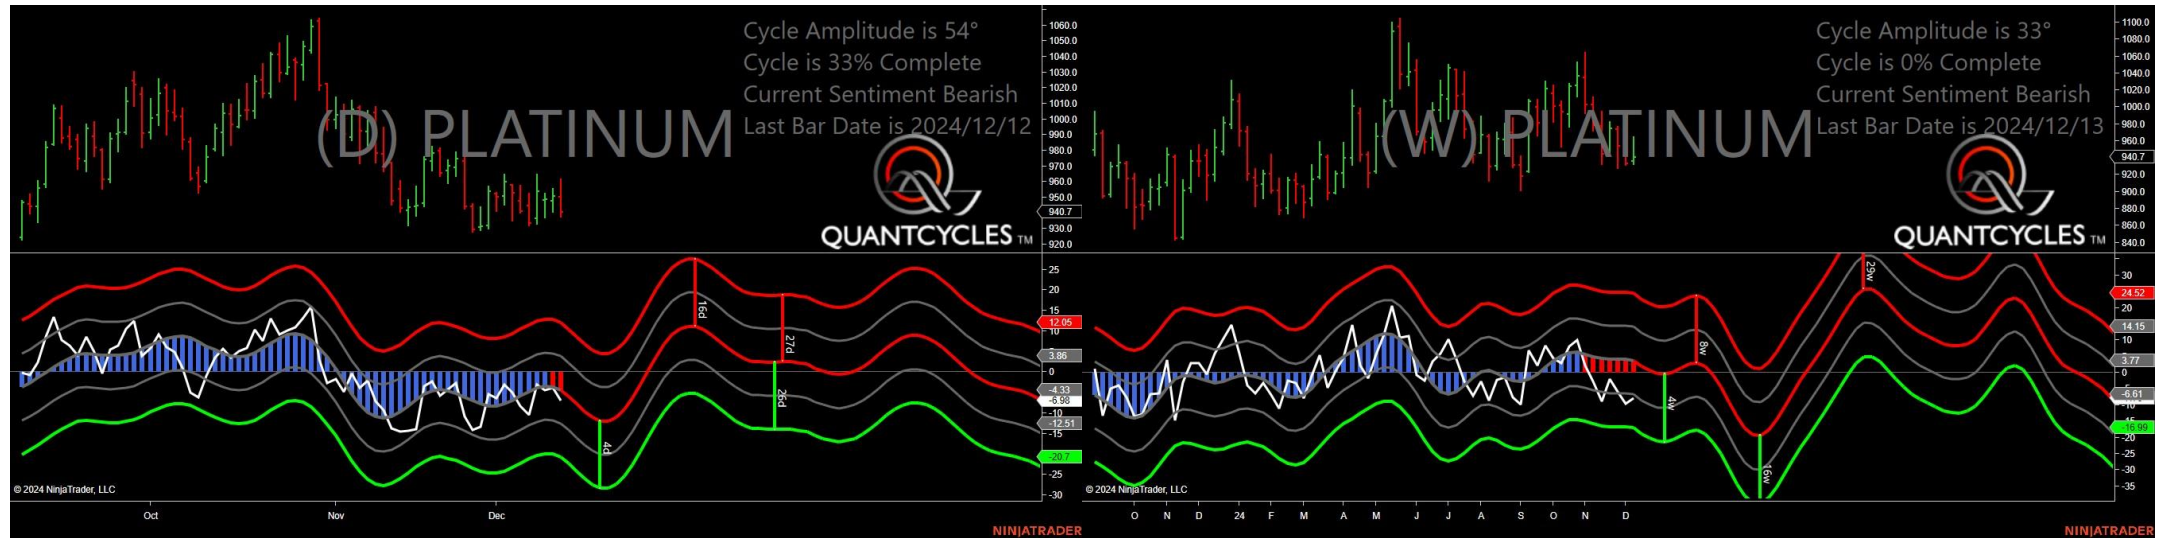 Cycle Amplitude is 54°
Cycle is 33% Complete
Current Sentiment Bearish
Last Bar Date is 2024/12/12
(D) PLATINUM
QUANTCYCLES TM
1060.0
1050.0
1040.0
1030.0
1020.0
1010.0
1000.0
990.0
980.0
970.0
960.0
950.0
940.7
930.0
920.0
25
20
15
12.05
10
3.86
0
-4.33
-6.98
-10
-12.51
-15
-20.7
-25
-30
4d
16d
27d
26d
© 2024 NinjaTrader, LLC
Oct
Nov
Dec
NINJATRADER
Cycle Amplitude is 33°
Cycle is 0% Complete
Current Sentiment Bearish
Last Bar Date is 2024/12/13
(W) PLATINUM
QUANTCYCLES TM
1100.0
1080.0
1060.0
1040.0
1020.0
1000.0
980.0
960.0
940.7
920.0
900.0
880.0
860.0
840.0
30
24.52
20
14.15
10
3.77
0
-6.61
-10
-16.99
-20
-25
-30
-35
4w
8w
16w
29w
© 2024 NinjaTrader, LLC
O N D 24 F M A M J J A S O N D
NINJATRADER